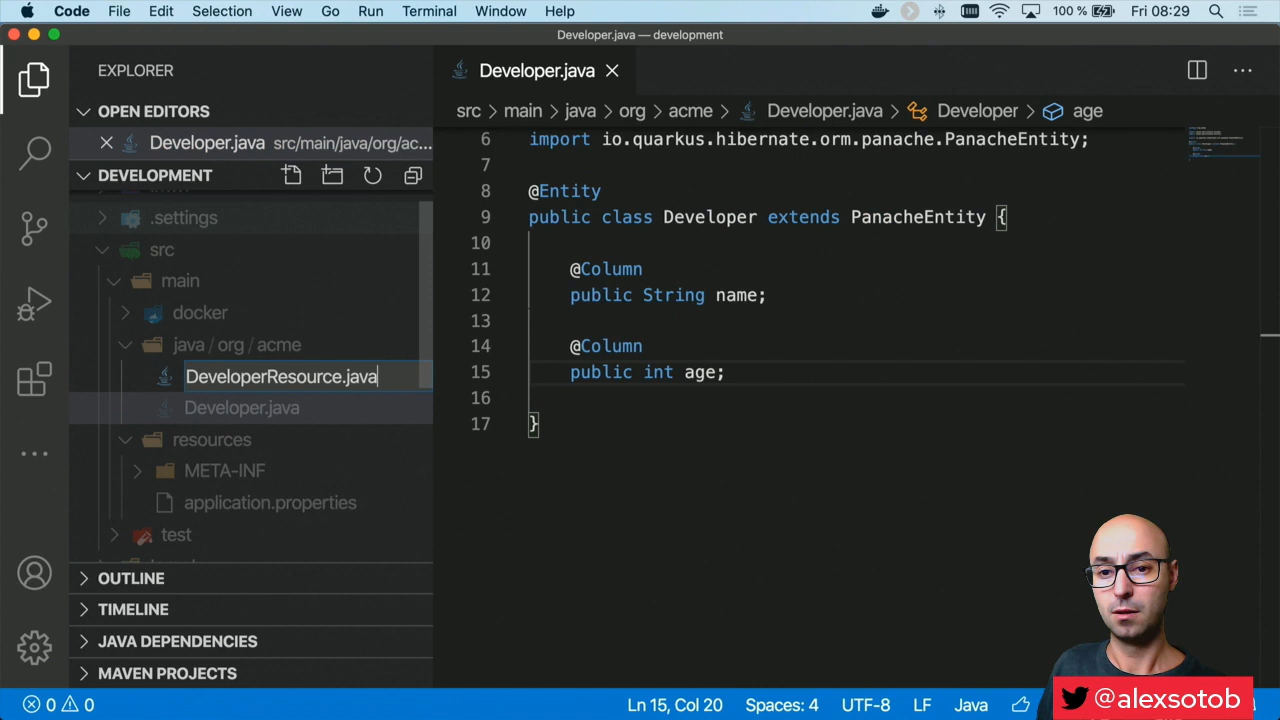 Code File Edit Selection View Go Run Terminal Window Help 100 % Fri 08:29
Developer.java — development
EXPLORER
OPEN EDITORS
Developer.java src/main/java/org/ac...
DEVELOPMENT
.settings
src
main
docker
java / org / acme
DeveloperResource.java
Developer.java
resources
META-INF
application.properties
test
OUTLINE
TIMELINE
JAVA DEPENDENCIES
MAVEN PROJECTS
Developer.java
src > main > java > org > acme > Developer.java > Developer > age
6 import io.quarkus.hibernate.orm.panache.PanacheEntity;
7
8 @Entity
9 public class Developer extends PanacheEntity {
10
11 @Column
12 public String name;
13
14 @Column
15 public int age;
16
17 }
0 0 Ln 15, Col 20 Spaces: 4 UTF-8 LF Java
@alexsotob